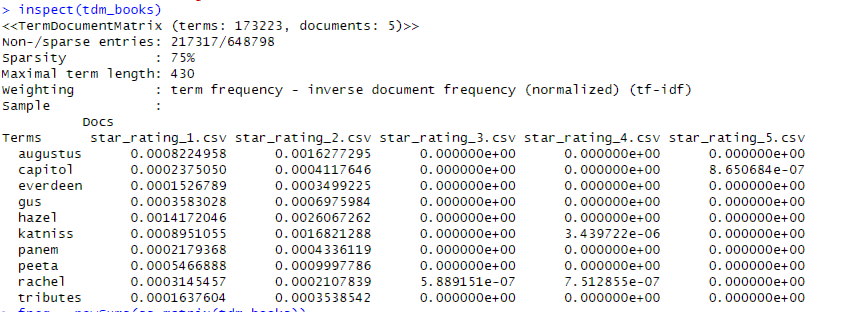 > inspect(tdm_books)
<<TermDocumentMatrix (terms: 173223, documents: 5)>>
Non-/sparse entries: 217317/648798
Sparsity           : 75%
Maximal term length: 430
Weighting          : term frequency - inverse document frequency (normalized) (tf-idf)
Sample             :
Docs
Terms star_rating_1.csv star_rating_2.csv star_rating_3.csv star_rating_4.csv star_rating_5.csv
augustus 0.0008224958 0.0016277295 0.000000e+00 0.000000e+00 0.000000e+00
capitol 0.0002375050 0.0004117646 0.000000e+00 0.000000e+00 8.650684e-07
everdeen 0.0001526789 0.0003499225 0.000000e+00 0.000000e+00 0.000000e+00
gus 0.0003583028 0.0006975984 0.000000e+00 0.000000e+00 0.000000e+00
hazel 0.0014172046 0.0026067262 0.000000e+00 0.000000e+00 0.000000e+00
katniss 0.0008951055 0.0016821288 0.000000e+00 3.439722e-06 0.000000e+00
panem 0.0002179368 0.0004336119 0.000000e+00 0.000000e+00 0.000000e+00
peeta 0.0005466888 0.0009997786 0.000000e+00 0.000000e+00 0.000000e+00
rachel 0.0003145457 0.0002107839 5.889151e-07 7.512855e-07 0.000000e+00
tributes 0.0001637604 0.0003538542 0.000000e+00 0.000000e+00 0.000000e+00